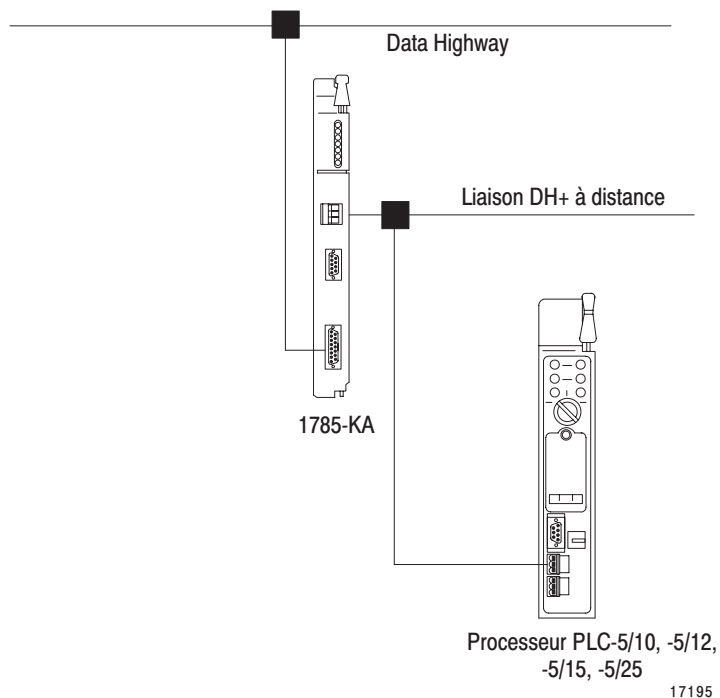 Data Highway
Liaison DH+ à distance
1785-KA
Processeur PLC-5/10, -5/12,
-5/15, -5/25
17195